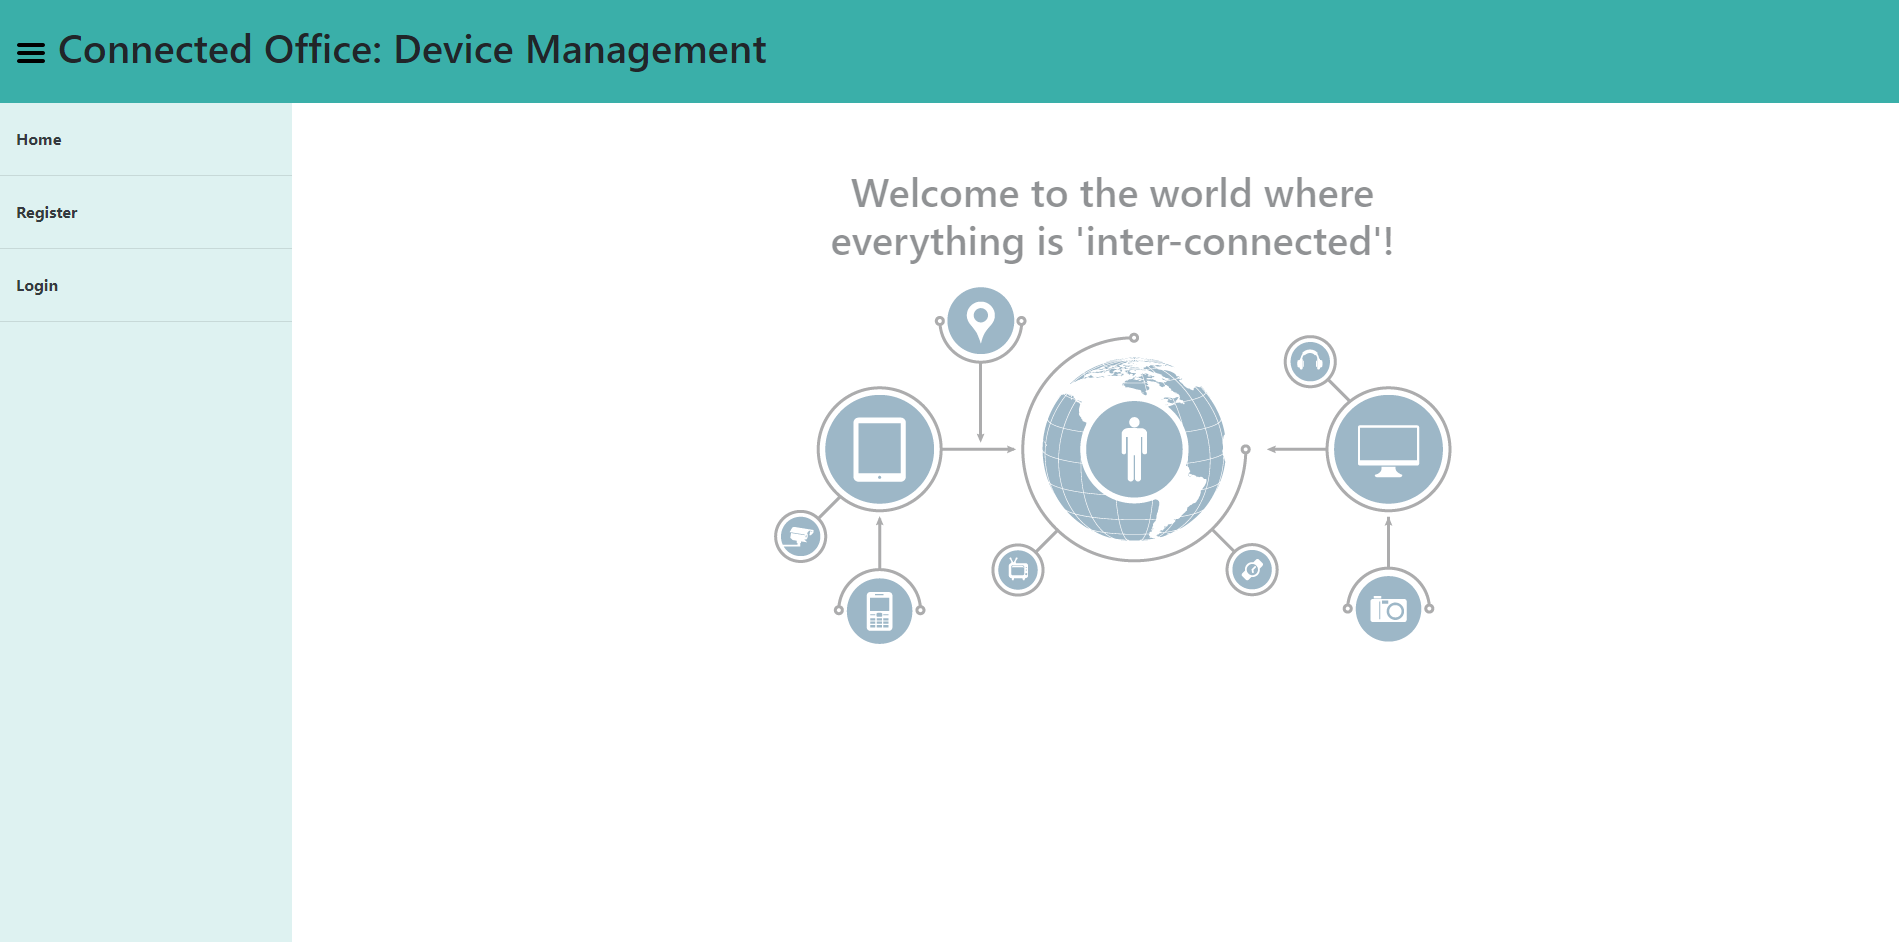 Connected Office: Device Management
Home
Register
Login
Welcome to the world where
everything is 'inter-connected'!